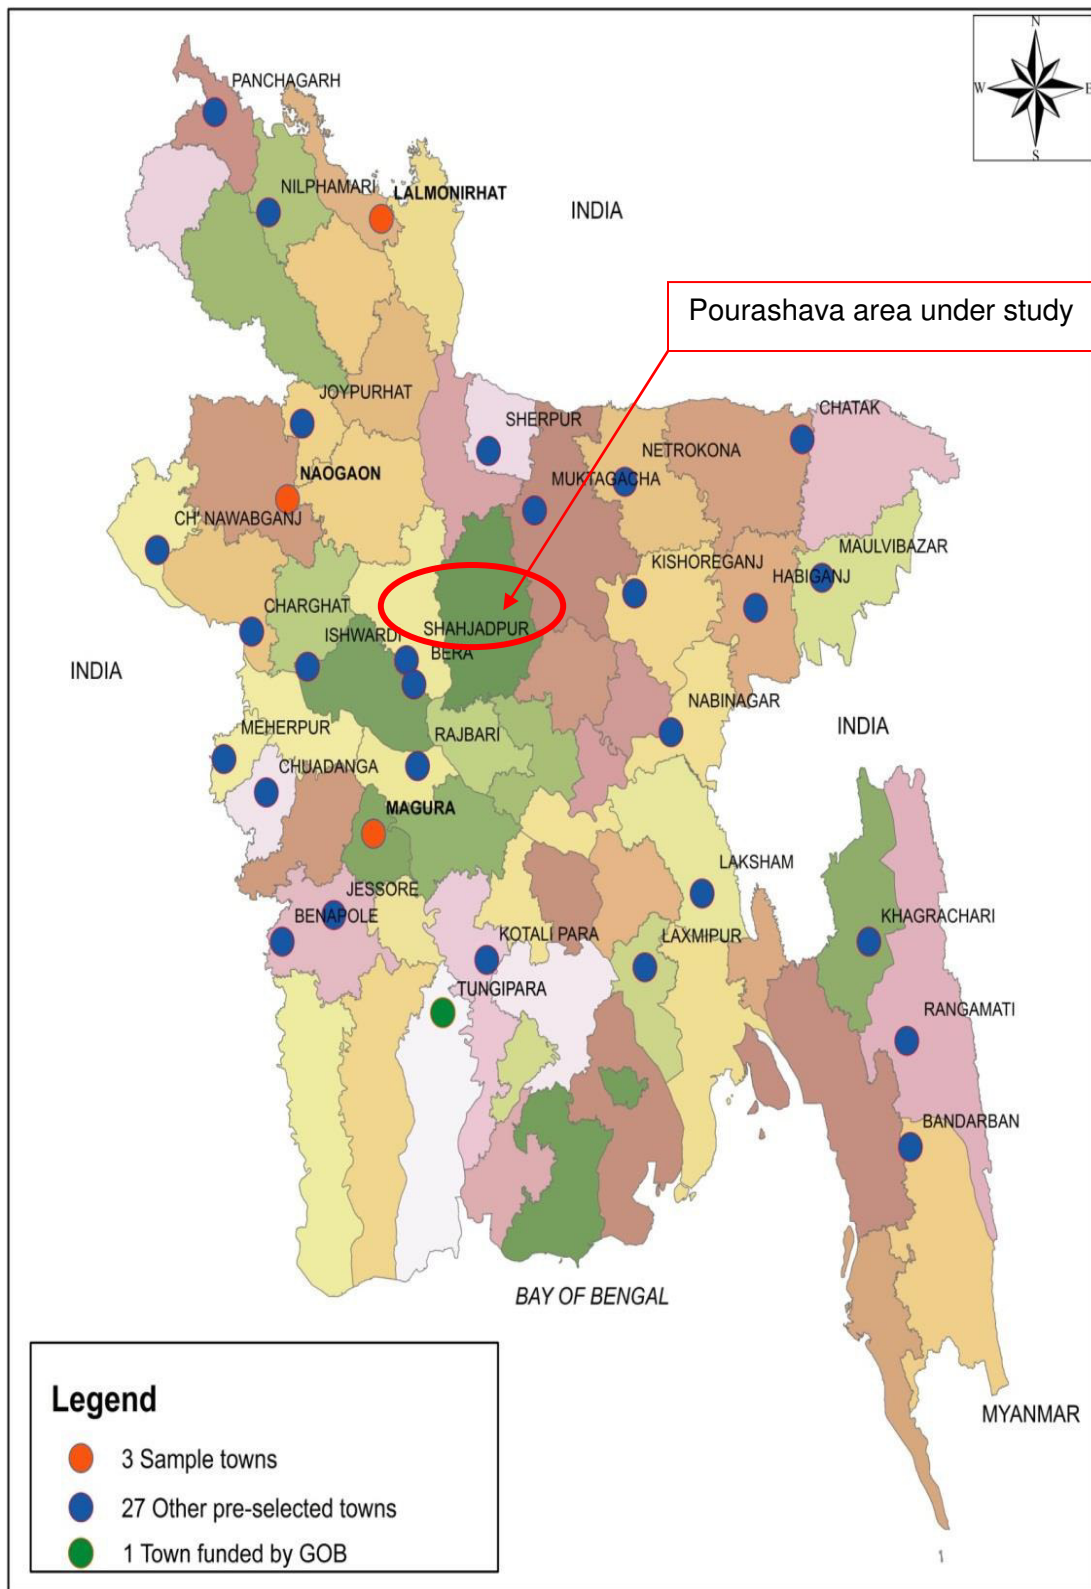 N
W
E
S
PANCHAGARH
NILPHAMARI
LALMONIRHAT
INDIA
Pourashava area under study
JOYPURHAT
SHERPUR
CHATAK
NETROKONA
NAOGAON
MUKTAGACHA
CH' NAWABGANJ
MAULVIBAZAR
KISHOREGANJ
HABIGANJ
CHARGHAT
SHAHJADPUR
ISHWARDI
BERA
INDIA
NABINAGAR
INDIA
MEHERPUR
RAJBARI
CHUADANGA
MAGURA
LAKSHAM
JESSORE
BENAPOLE
KHAGRACHARI
KOTALI PARA
LAXMIPUR
TUNGIPARA
RANGAMATI
BANDARBAN
BAY OF BENGAL
MYANMAR
Legend
3 Sample towns
27 Other pre-selected towns
1 Town funded by GOB
1